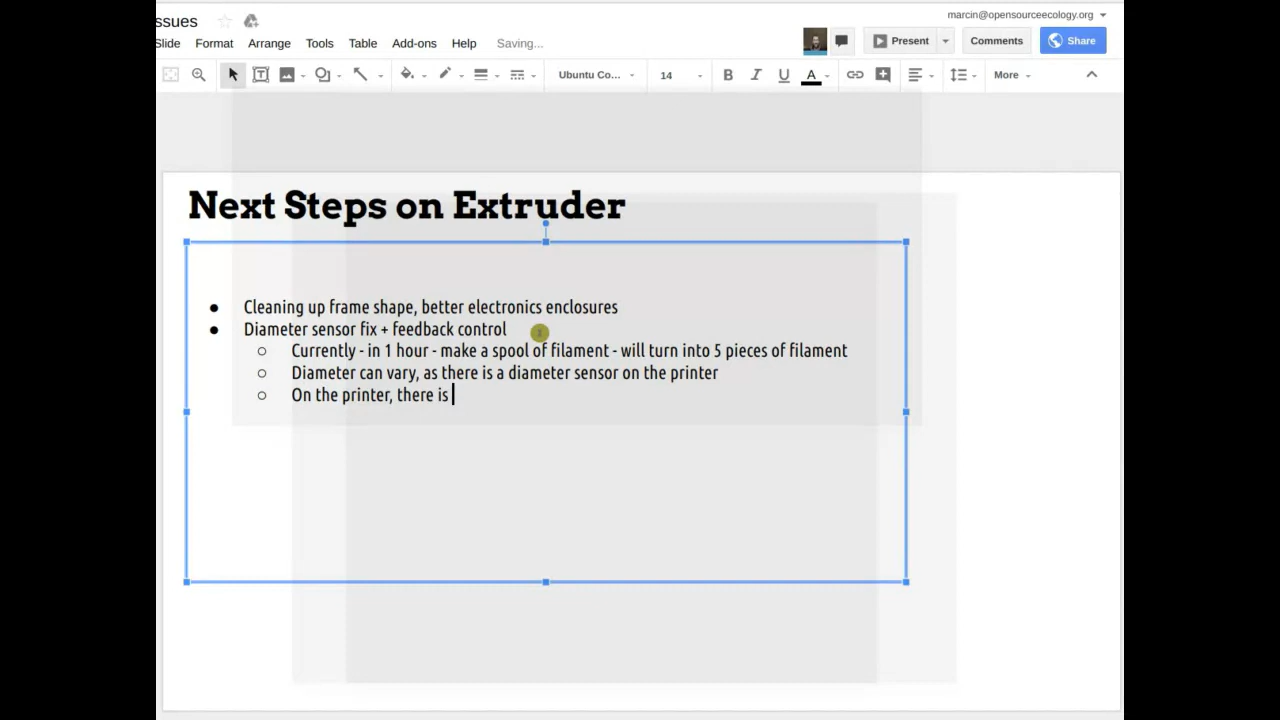 ssues
marcin@opensourceecology.org
Slide Format Arrange Tools Table Add-ons Help Saving...
Present Comments Share
Ubuntu Co... 14 B I U A More
Next Steps on Extruder
Cleaning up frame shape, better electronics enclosures
Diameter sensor fix + feedback control
Currently - in 1 hour - make a spool of filament - will turn into 5 pieces of filament
Diameter can vary, as there is a diameter sensor on the printer
On the printer, there is